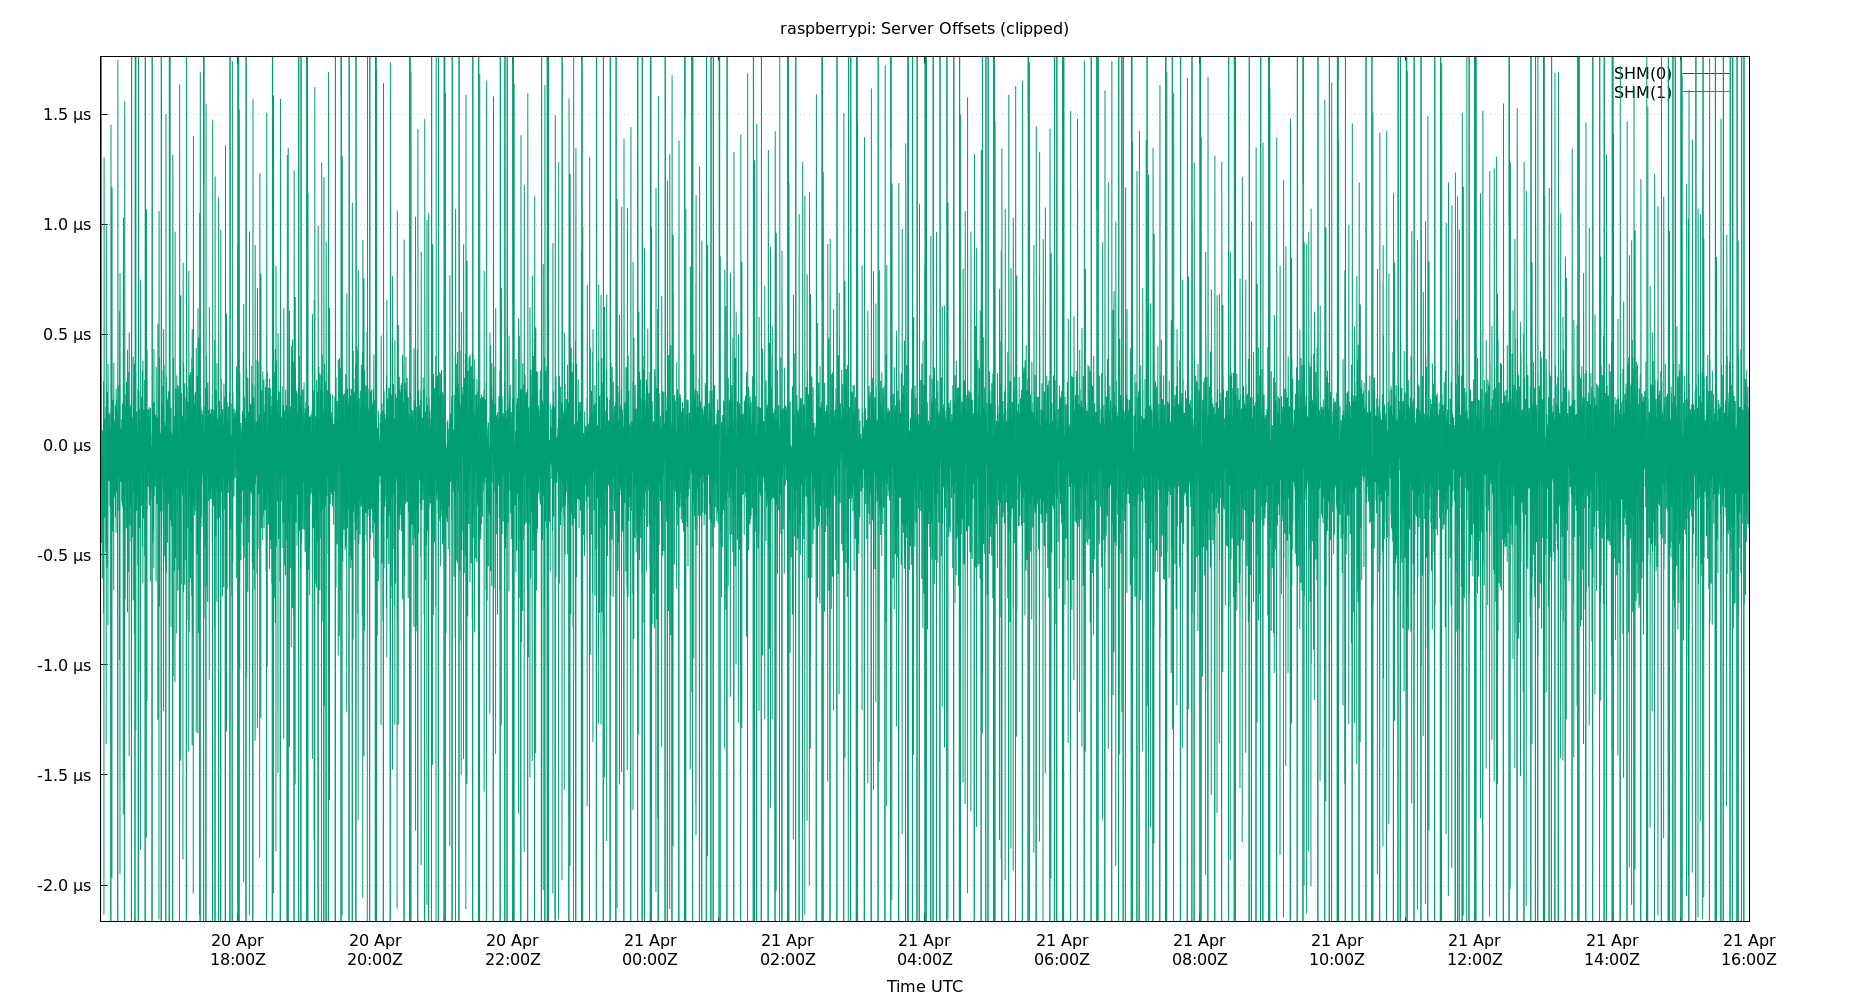 raspberrypi: Server Offsets (clipped)
SHM(0)
SHM(1)
1.5 µs
1.0 µs
0.5 µs
0.0 µs
-0.5 µs
-1.0 µs
-1.5 µs
-2.0 µs
20 Apr 20 Apr 20 Apr 21 Apr 21 Apr 21 Apr 21 Apr 21 Apr 21 Apr 21 Apr 21 Apr 21 Apr
18:00Z 20:00Z 22:00Z 00:00Z 02:00Z 04:00Z 06:00Z 08:00Z 10:00Z 12:00Z 14:00Z 16:00Z
Time UTC